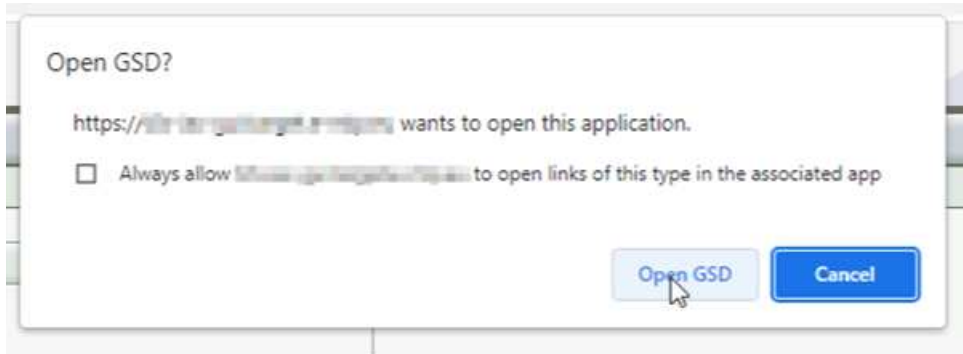 Open GSD?
https:// wants to open this application.
Always allow to open links of this type in the associated app
Open GSD
Cancel